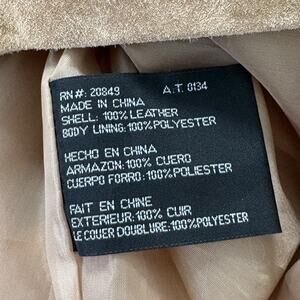 RN#: 20849 A.T. 0134
MADE IN CHINA
SHELL: 100% LEATHER
BODY LINING: 100% POLYESTER
HECHO EN CHINA
ARMAZON: 100% CUERO
CUERPO FORRO: 100% POLYESTER
FAIT EN CHINE
EXTERIEUR: 100% CUIR
LE COUER DOUBLURE: 100% POLYESTER